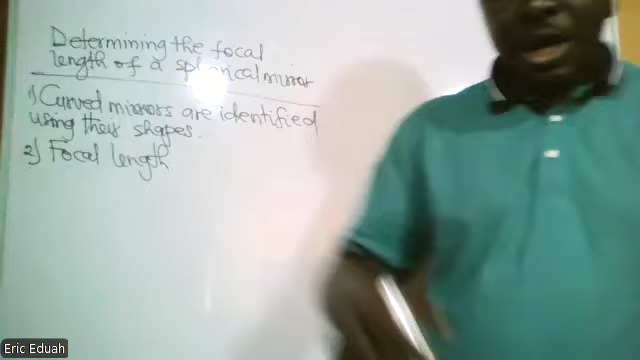 Determining the focal
length of a spherical mirror
1) Curved mirrors are identified
using their shapes.
2) Focal length
Eric Eduah